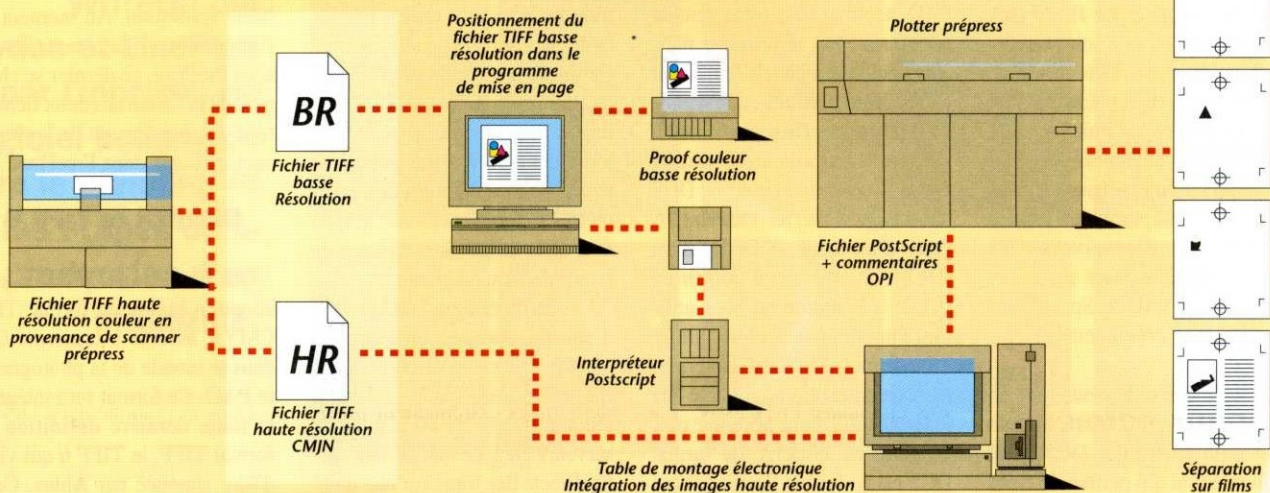 Fichier TIFF haute
résolution couleur en
provenance de scanner
prépress
BR
Fichier TIFF
basse
Résolution
HR
Fichier TIFF
haute résolution
CMJN
Positionnement du
fichier TIFF basse
résolution dans le
programme
de mise en page
Proof couleur
basse résolution
Interpréteur
Postscript
Plotter prépress
Fichier PostScript
+ commentaires
OPI
Table de montage électronique
Intégration des images haute résolution
Séparation
sur films